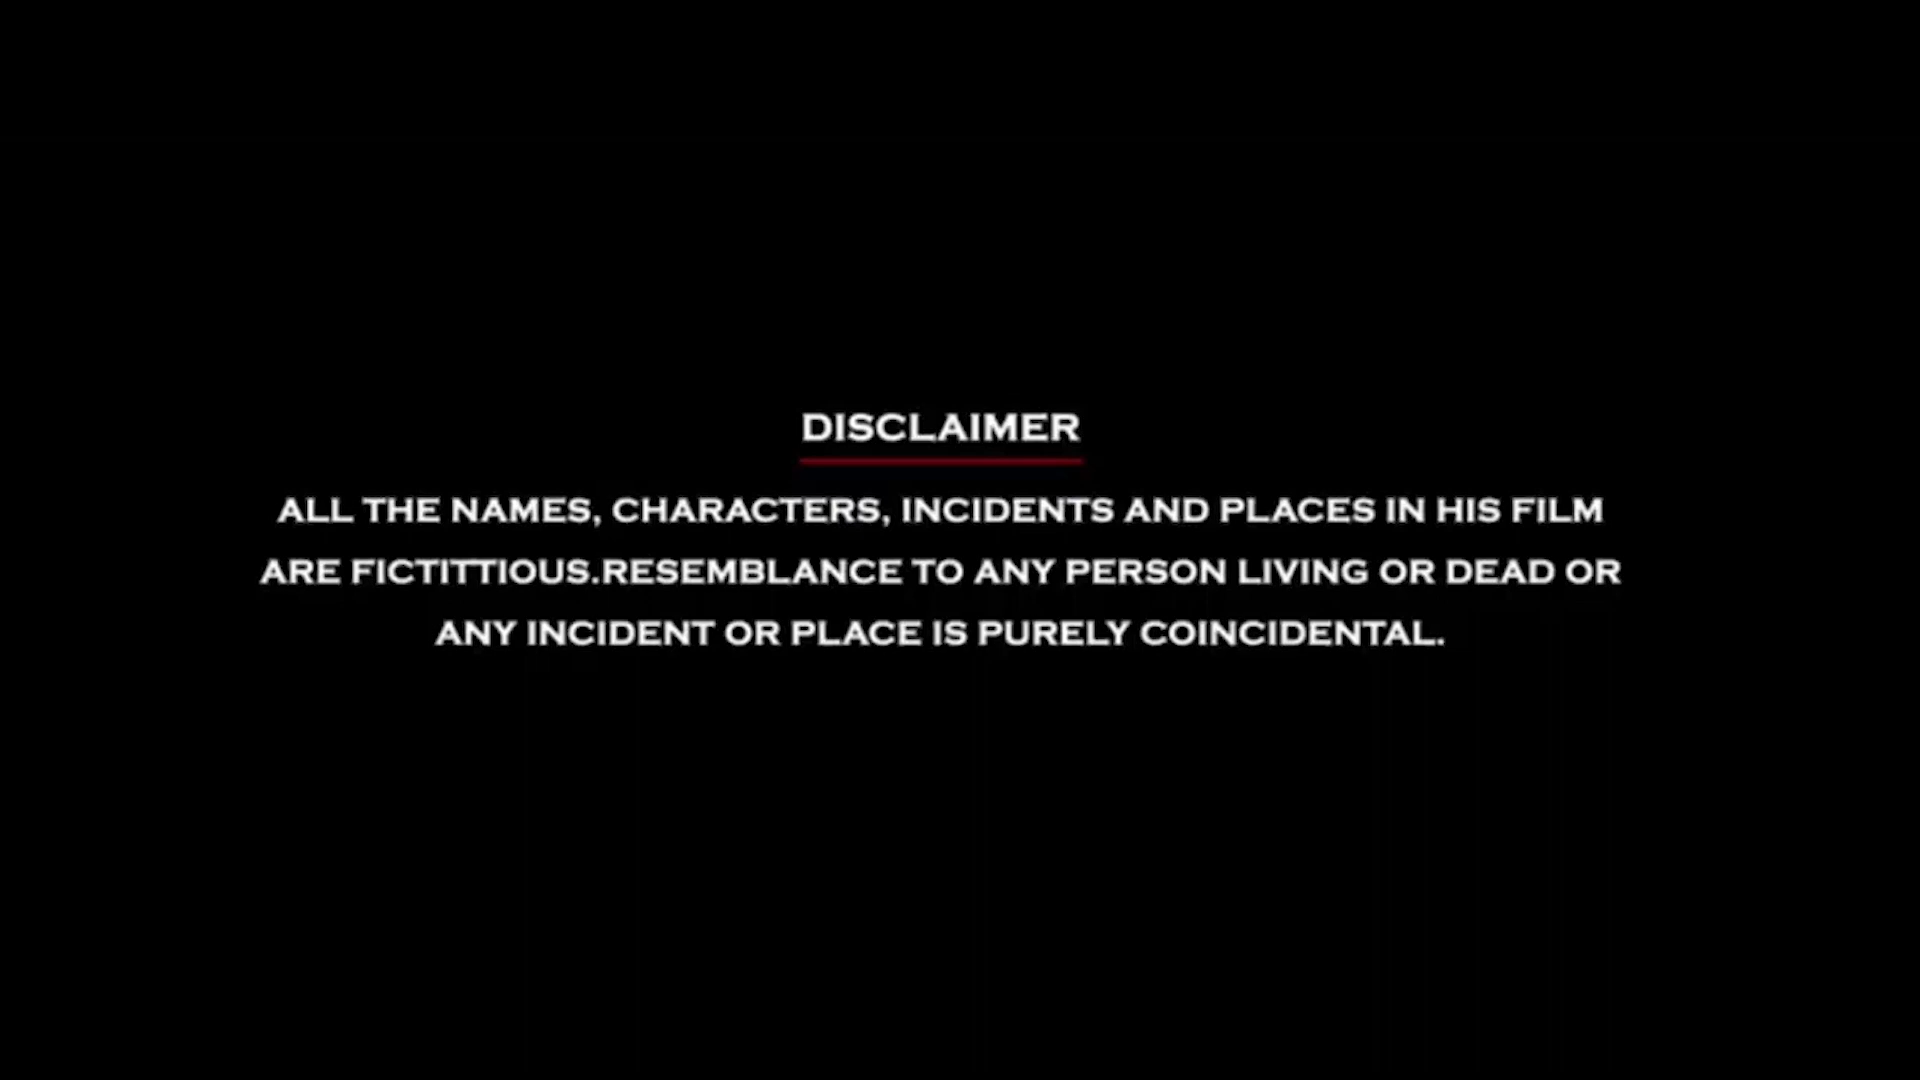 DISCLAIMER
ALL THE NAMES, CHARACTERS, INCIDENTS AND PLACES IN HIS FILM
ARE FICTITTIOUS.RESEMBLANCE TO ANY PERSON LIVING OR DEAD OR
ANY INCIDENT OR PLACE IS PURELY COINCIDENTAL.